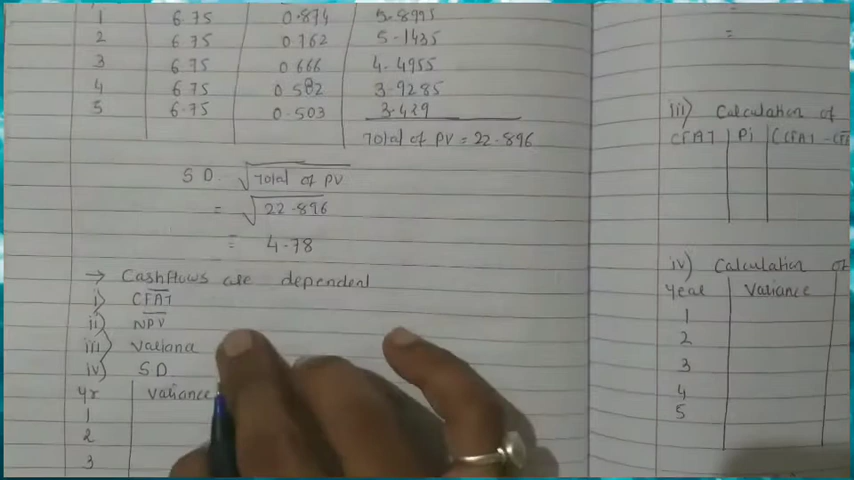 1 6.75 0.874 5.8995
2 6.75 0.762 5.1435
3 6.75 0.666 4.4955
4 6.75 0.582 3.9285
5 6.75 0.503 3.429
Total of PV = 22.896
S D. √Total of PV
= √22.896
= 4.78
→ Cashflows are dependent
i) CFAT
ii) NPV
iii) Variance
iv) SD
Yr Variance
1
2
3
=
=
iii) Calculation of
CFAT Pi (CFAT - CF
iv) Calculation of
Year Variance
1
2
3
4
5